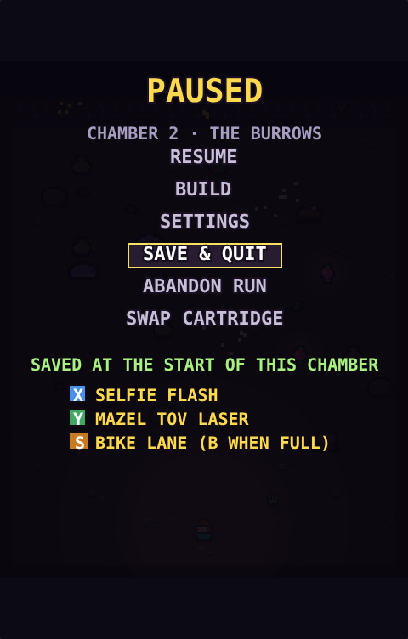 PAUSED
CHAMBER 2 · THE BURROWS
RESUME
BUILD
SETTINGS
SAVE & QUIT
ABANDON RUN
SWAP CARTRIDGE
SAVED AT THE START OF THIS CHAMBER
X SELFIE FLASH
Y MAZEL TOV LASER
S BIKE LANE (B WHEN FULL)